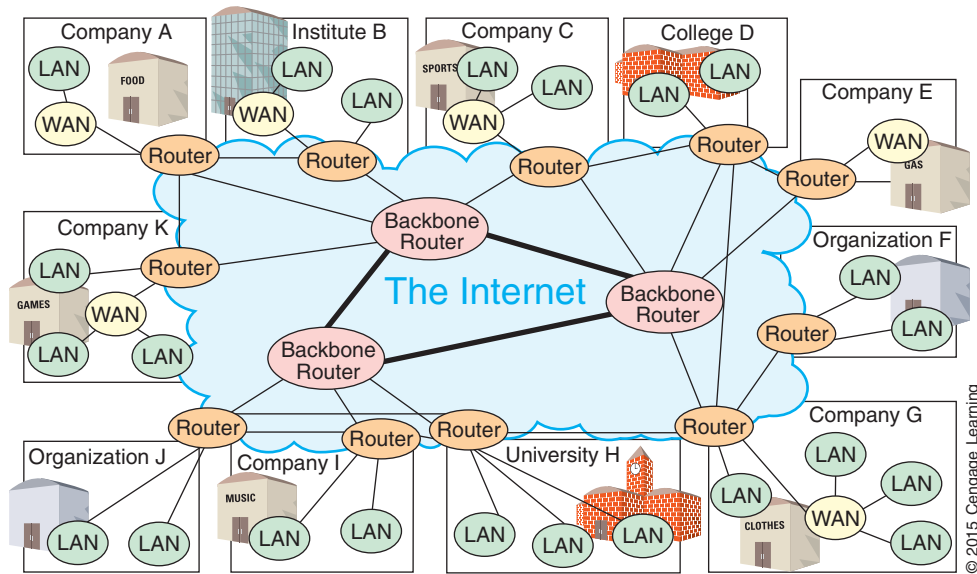 Company A
LAN
FOOD
WAN
Router
Institute B
LAN
LAN
WAN
Router
Company C
SPORTS
LAN
LAN
WAN
Router
College D
LAN
LAN
Router
Company E
WAN
GAS
Router
Company K
LAN
GAMES
WAN
LAN
LAN
Router
Backbone
Router
The Internet
Backbone
Router
Backbone
Router
Organization F
LAN
LAN
Router
Organization J
Router
LAN
LAN
Company I
Router
MUSIC
LAN
LAN
Router
University H
LAN
LAN
LAN
Router
Company G
LAN
LAN
LAN
WAN
CLOTHES
LAN
© 2015 Cengage Learning